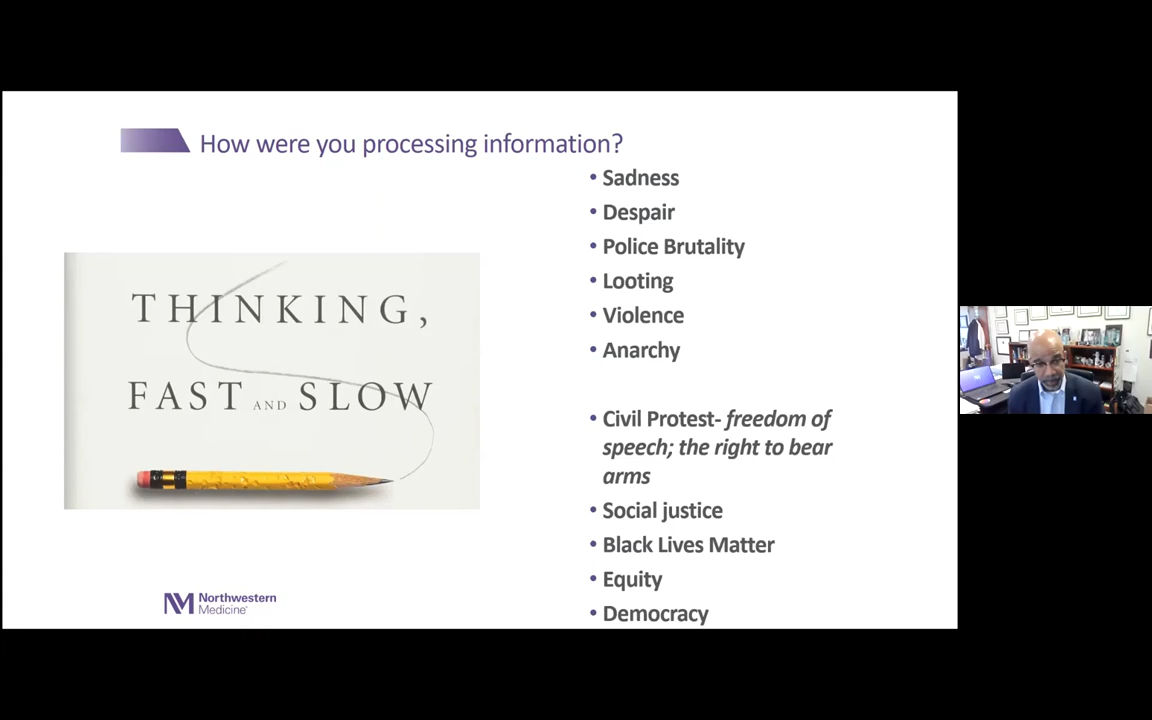 How were you processing information?
• Sadness
• Despair
• Police Brutality
• Looting
• Violence
• Anarchy
• Civil Protest- freedom of
speech; the right to bear
arms
• Social justice
• Black Lives Matter
• Equity
• Democracy
THINKING,
FAST AND SLOW
Northwestern
Medicine®